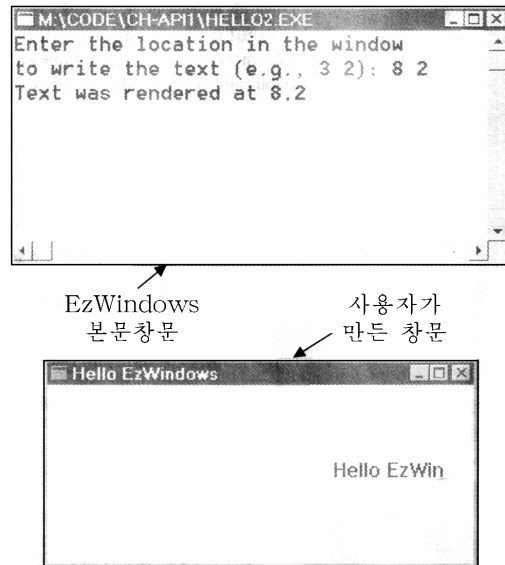 M:\CODE\CH-API1\HELLO2.EXE
Enter the location in the window
to write the text (e.g., 3 2): 8 2
Text was rendered at 8,2
EzWindows
본문창문
사용자가
만든 창문
Hello EzWindows
Hello EzWin